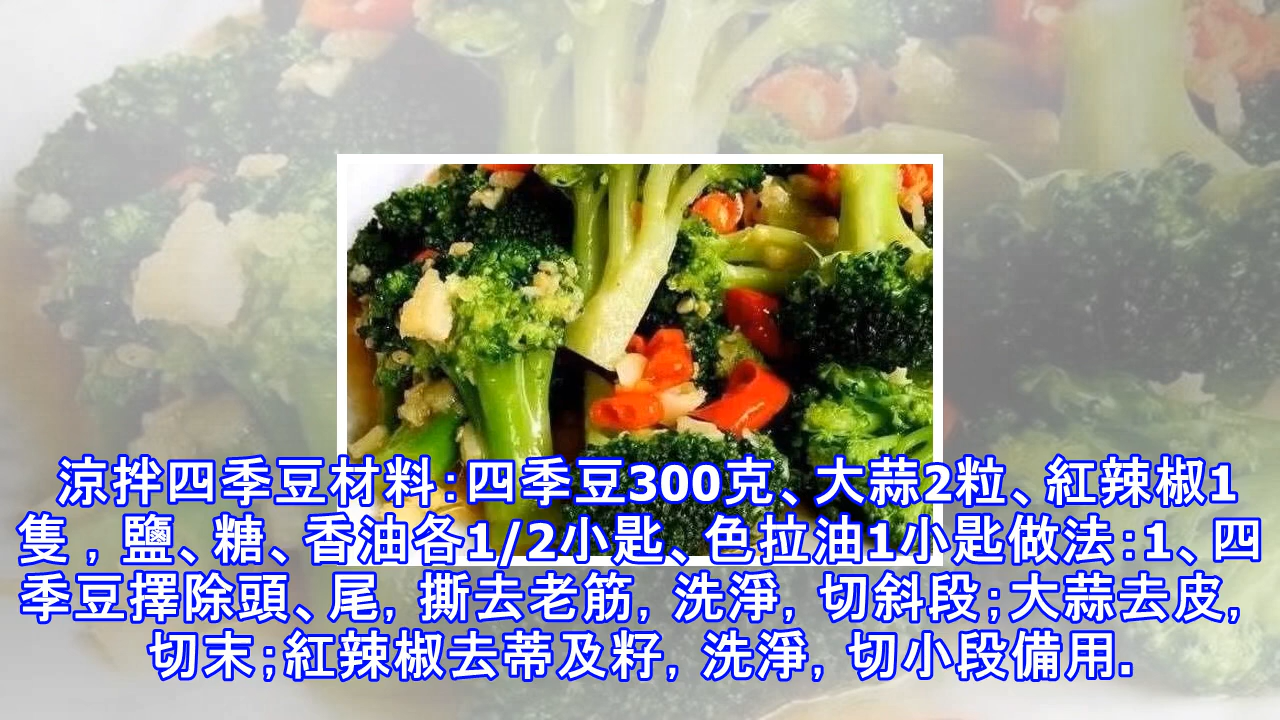 涼拌四季豆材料:四季豆300克、大蒜2粒、紅辣椒1
隻，鹽、糖、香油各1/2小匙、色拉油1小匙做法:1、四
季豆擇除頭、尾, 撕去老筋, 洗淨, 切斜段;大蒜去皮,
切末;紅辣椒去蒂及籽, 洗淨, 切小段備用.